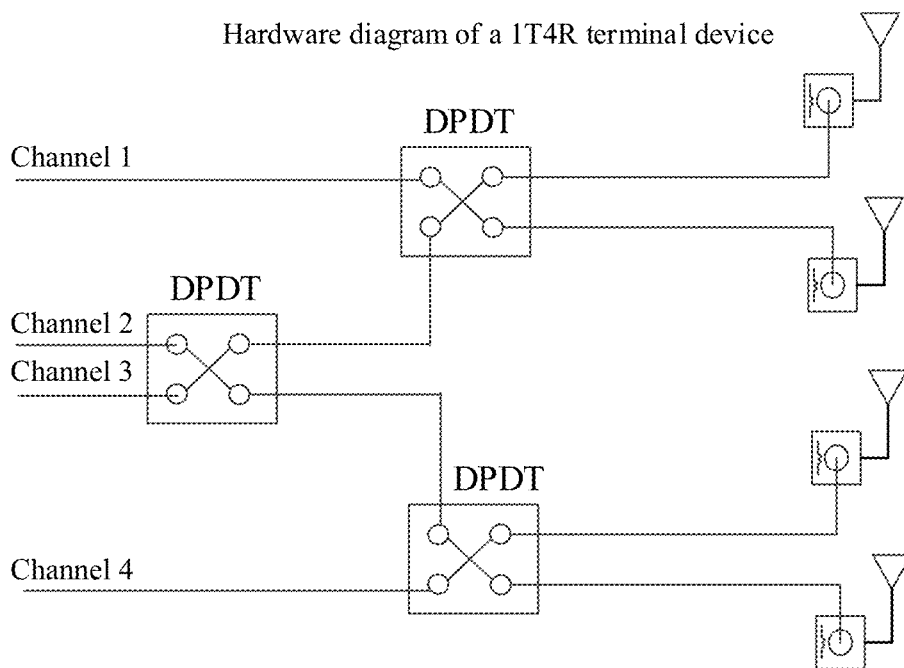 Hardware diagram of a 1T4R terminal device
DPDT
Channel 1
DPDT
Channel 2
Channel 3
DPDT
Channel 4